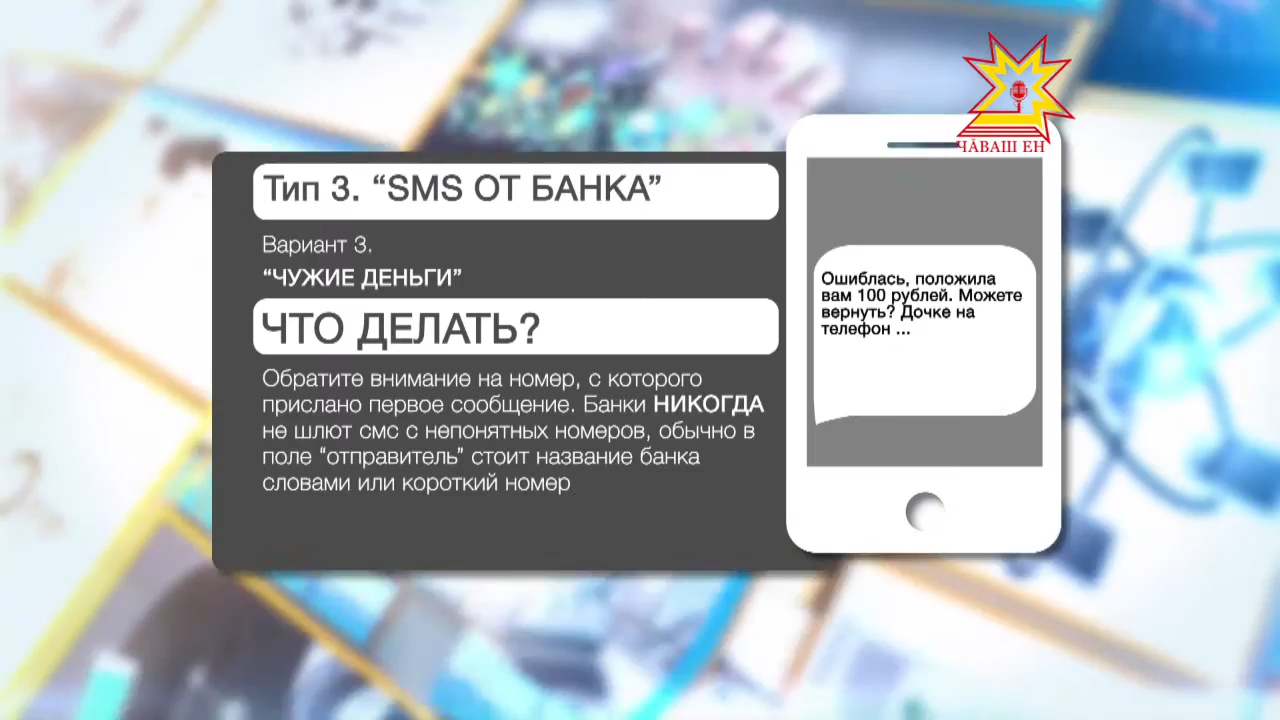 ЧӐВАШ ЕН
Тип 3. “SMS ОТ БАНКА”
Вариант 3.
“ЧУЖИЕ ДЕНЬГИ”
ЧТО ДЕЛАТЬ?
Обратите внимание на номер, с которого
прислано первое сообщение. Банки НИКОГДА
не шлют смс с непонятных номеров, обычно в
поле “отправитель” стоит название банка
словами или короткий номер
Ошиблась, положила
вам 100 рублей. Можете
вернуть? Дочке на
телефон ...